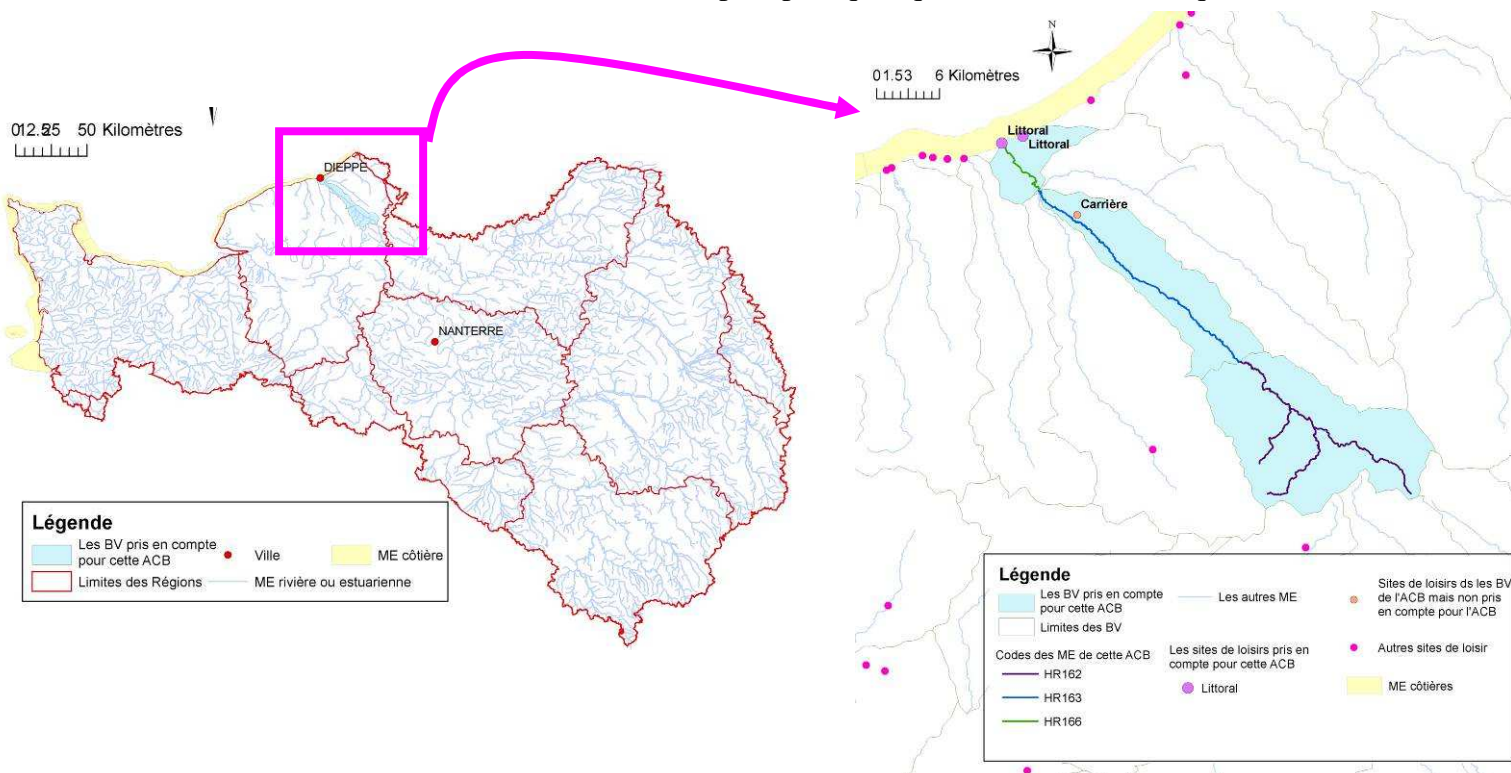 012.525 50 Kilomètres
DIEPPE
NANTERRE
Légende
Les BV pris en compte
pour cette ACB
Ville
ME côtière
Limites des Régions
ME rivière ou estuarienne
N
01.53 6 Kilomètres
Littoral
Littoral
Carrière
Légende
Les BV pris en compte
pour cette ACB
Limites des BV
Codes des ME de cette ACB
HR162
HR163
HR166
Les autres ME
Les sites de loisirs pris en
compte pour cette ACB
Littoral
Sites de loisirs ds les BV
de l'ACB mais non pris
en compte pour l'ACB
Autres sites de loisir
ME côtières